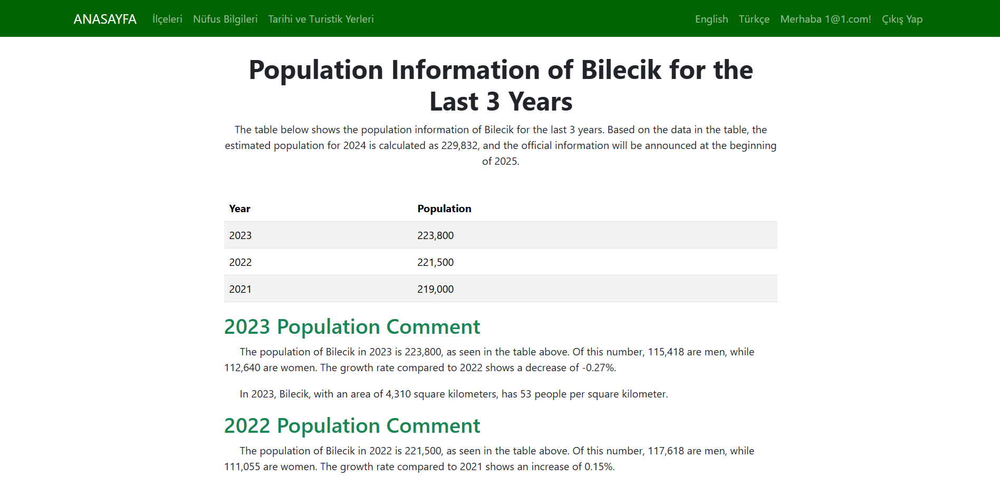 ANASAYFA İlçeleri Nüfus Bilgileri Tarihi ve Turistik Yerleri English Türkçe Merhaba 1@1.com! Çıkış Yap
Population Information of Bilecik for the
Last 3 Years
The table below shows the population information of Bilecik for the last 3 years. Based on the data in the table, the
estimated population for 2024 is calculated as 229,832, and the official information will be announced at the beginning
of 2025.
Year Population
2023 223,800
2022 221,500
2021 219,000
2023 Population Comment
The population of Bilecik in 2023 is 223,800, as seen in the table above. Of this number, 115,418 are men, while
112,640 are women. The growth rate compared to 2022 shows a decrease of -0.27%.
In 2023, Bilecik, with an area of 4,310 square kilometers, has 53 people per square kilometer.
2022 Population Comment
The population of Bilecik in 2022 is 221,500, as seen in the table above. Of this number, 117,618 are men, while
111,055 are women. The growth rate compared to 2021 shows an increase of 0.15%.